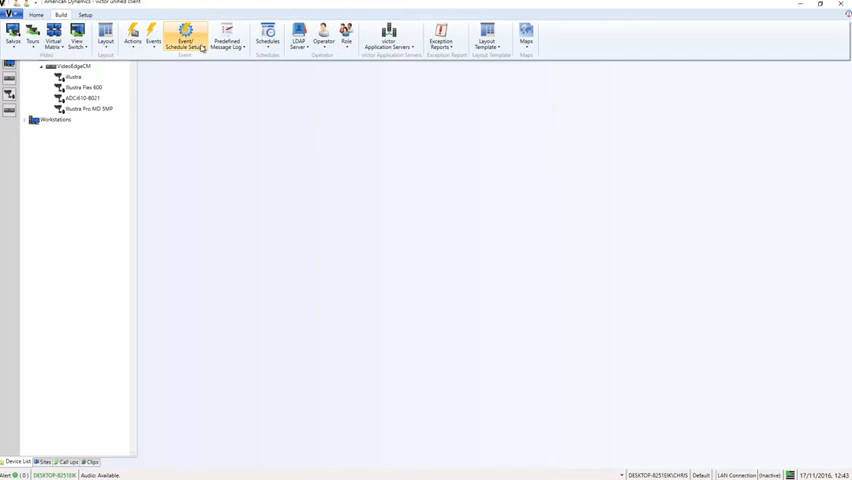 American Dynamics - victor unified client
Home Build Setup
Salvos Tours Virtual Matrix View Switch Layout Actions Events Event/ Schedule Setup Predefined Message Log Schedules LDAP Server Operator Role victor Application Servers Exception Reports Layout Template Maps
Video Layout Event Schedules Operator victor Application Servers Exception Report Layout Template Maps
VideoEdgeCM
illustra
Illustra Flex 600
ADCi610-B021
Illustra Pro MD 5MP
Workstations
Device List Sites Call ups Clips
Alert ( 0 ) DESKTOP-8251EIK Audio: Available. DESKTOP-8251EIK\CHRIS Default LAN Connection (Inactive) 17/11/2016, 12:43